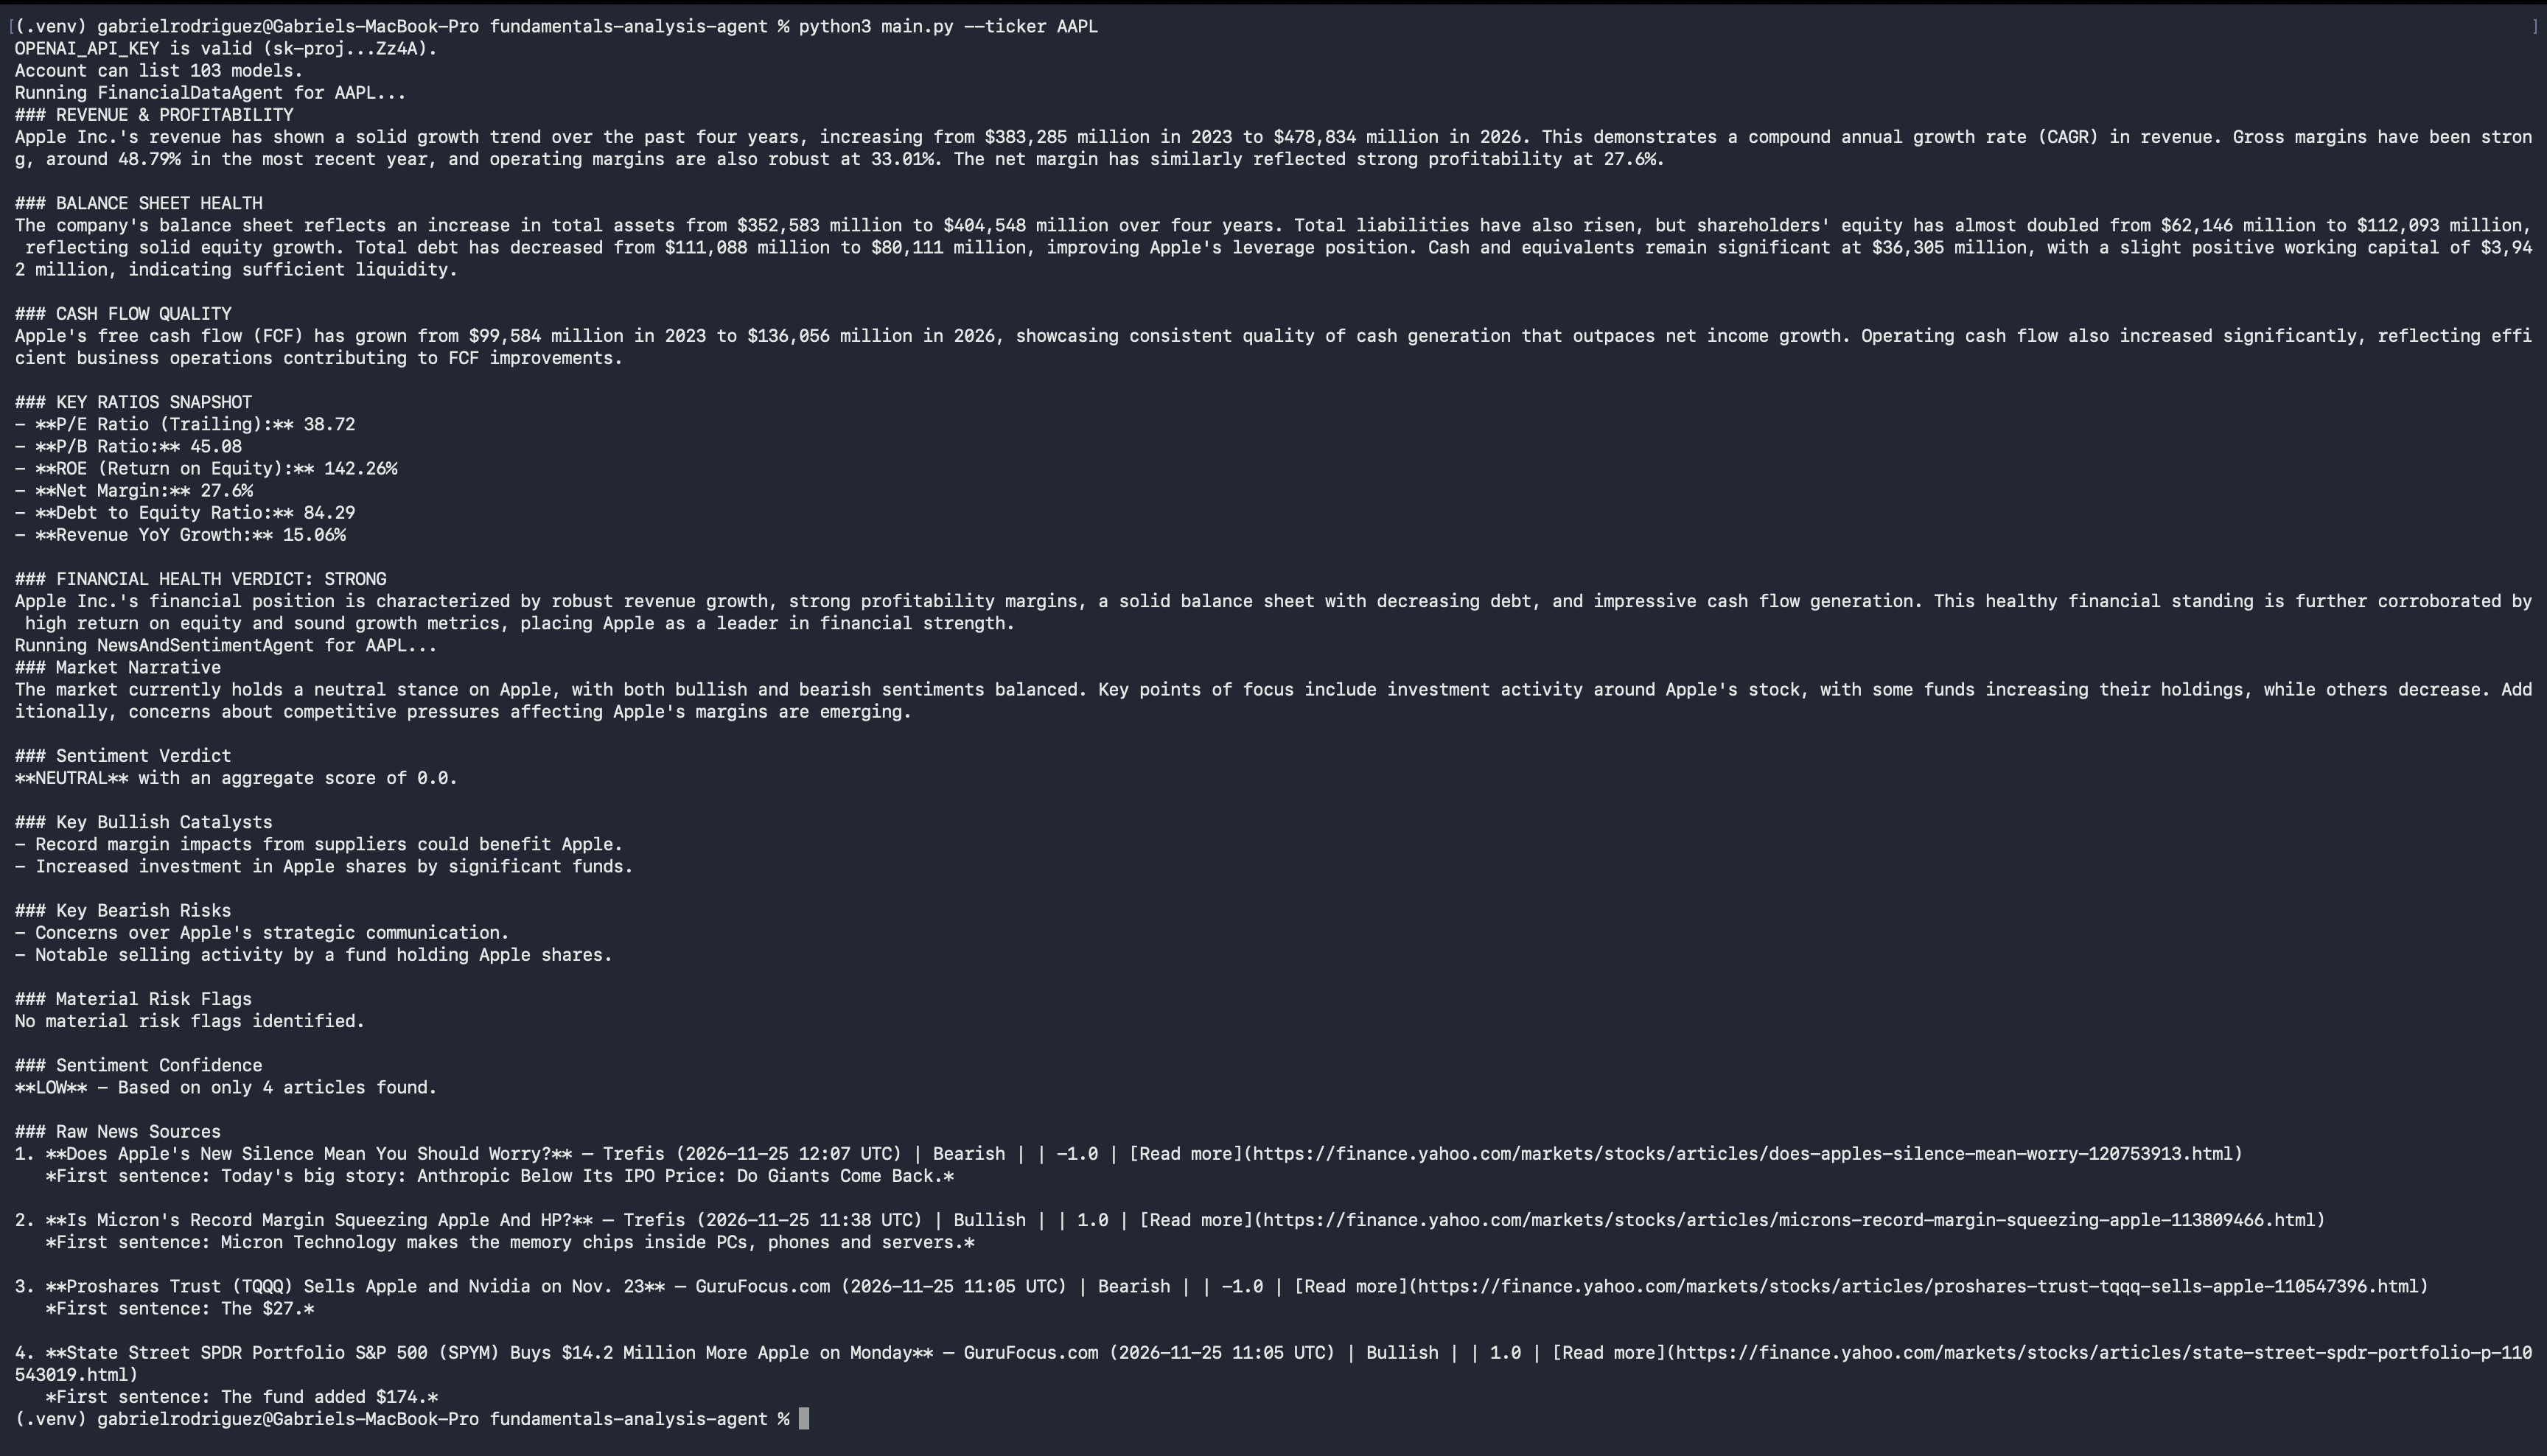 [(.venv) gabrielrodriguez@Gabriels-MacBook-Pro fundamentals-analysis-agent % python3 main.py --ticker AAPL ]
OPENAI_API_KEY is valid (sk-proj...Zz4A).
Account can list 103 models.
Running FinancialDataAgent for AAPL...
### REVENUE & PROFITABILITY
Apple Inc.'s revenue has shown a solid growth trend over the past four years, increasing from $383,285 million in 2023 to $478,834 million in 2026. This demonstrates a compound annual growth rate (CAGR) in revenue. Gross margins have been stron
g, around 48.79% in the most recent year, and operating margins are also robust at 33.01%. The net margin has similarly reflected strong profitability at 27.6%.

### BALANCE SHEET HEALTH
The company's balance sheet reflects an increase in total assets from $352,583 million to $404,548 million over four years. Total liabilities have also risen, but shareholders' equity has almost doubled from $62,146 million to $112,093 million,
 reflecting solid equity growth. Total debt has decreased from $111,088 million to $80,111 million, improving Apple's leverage position. Cash and equivalents remain significant at $36,305 million, with a slight positive working capital of $3,94
2 million, indicating sufficient liquidity.

### CASH FLOW QUALITY
Apple's free cash flow (FCF) has grown from $99,584 million in 2023 to $136,056 million in 2026, showcasing consistent quality of cash generation that outpaces net income growth. Operating cash flow also increased significantly, reflecting effi
cient business operations contributing to FCF improvements.

### KEY RATIOS SNAPSHOT
- **P/E Ratio (Trailing):** 38.72
- **P/B Ratio:** 45.08
- **ROE (Return on Equity):** 142.26%
- **Net Margin:** 27.6%
- **Debt to Equity Ratio:** 84.29
- **Revenue YoY Growth:** 15.06%

### FINANCIAL HEALTH VERDICT: STRONG
Apple Inc.'s financial position is characterized by robust revenue growth, strong profitability margins, a solid balance sheet with decreasing debt, and impressive cash flow generation. This healthy financial standing is further corroborated by
 high return on equity and sound growth metrics, placing Apple as a leader in financial strength.
Running NewsAndSentimentAgent for AAPL...
### Market Narrative
The market currently holds a neutral stance on Apple, with both bullish and bearish sentiments balanced. Key points of focus include investment activity around Apple's stock, with some funds increasing their holdings, while others decrease. Add
itionally, concerns about competitive pressures affecting Apple's margins are emerging.

### Sentiment Verdict
**NEUTRAL** with an aggregate score of 0.0.

### Key Bullish Catalysts
- Record margin impacts from suppliers could benefit Apple.
- Increased investment in Apple shares by significant funds.

### Key Bearish Risks
- Concerns over Apple's strategic communication.
- Notable selling activity by a fund holding Apple shares.

### Material Risk Flags
No material risk flags identified.

### Sentiment Confidence
**LOW** – Based on only 4 articles found.

### Raw News Sources
1. **Does Apple's New Silence Mean You Should Worry?** — Trefis (2026-11-25 12:07 UTC) | Bearish | | -1.0 | [Read more](https://finance.yahoo.com/markets/stocks/articles/does-apples-silence-mean-worry-120753913.html)
   *First sentence: Today's big story: Anthropic Below Its IPO Price: Do Giants Come Back.*

2. **Is Micron's Record Margin Squeezing Apple And HP?** — Trefis (2026-11-25 11:38 UTC) | Bullish | | 1.0 | [Read more](https://finance.yahoo.com/markets/stocks/articles/microns-record-margin-squeezing-apple-113809466.html)
   *First sentence: Micron Technology makes the memory chips inside PCs, phones and servers.*

3. **Proshares Trust (TQQQ) Sells Apple and Nvidia on Nov. 23** — GuruFocus.com (2026-11-25 11:05 UTC) | Bearish | | -1.0 | [Read more](https://finance.yahoo.com/markets/stocks/articles/proshares-trust-tqqq-sells-apple-110547396.html)
   *First sentence: The $27.*

4. **State Street SPDR Portfolio S&P 500 (SPYM) Buys $14.2 Million More Apple on Monday** — GuruFocus.com (2026-11-25 11:05 UTC) | Bullish | | 1.0 | [Read more](https://finance.yahoo.com/markets/stocks/articles/state-street-spdr-portfolio-p-110
543019.html)
   *First sentence: The fund added $174.*
(.venv) gabrielrodriguez@Gabriels-MacBook-Pro fundamentals-analysis-agent %